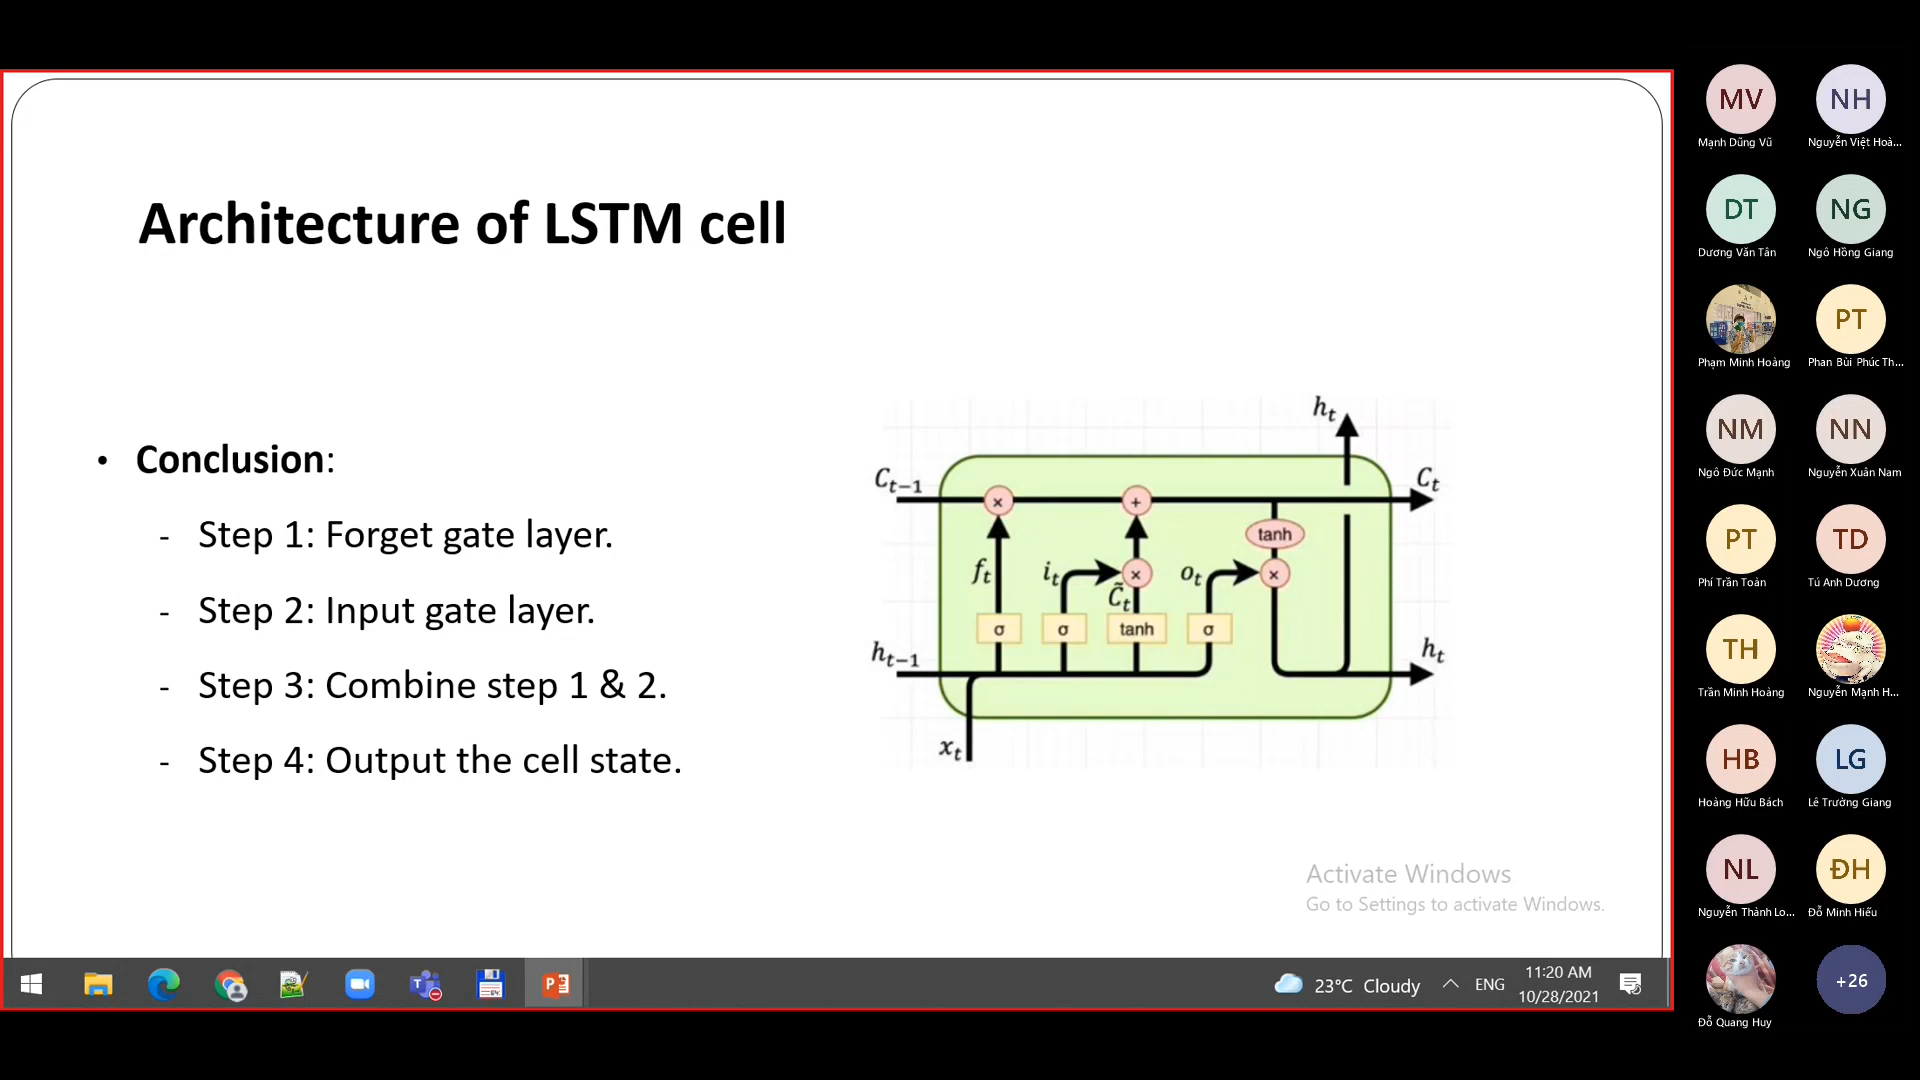 Architecture of LSTM cell
• Conclusion:
- Step 1: Forget gate layer.
- Step 2: Input gate layer.
- Step 3: Combine step 1 & 2.
- Step 4: Output the cell state.
h_t
C_{t-1}
C_t
×
+
tanh
f_t
i_t
×
o_t
×
C̃_t
σ
σ
tanh
σ
h_{t-1}
h_t
x_t
Activate Windows
Go to Settings to activate Windows.
64
23°C Cloudy
ENG
11:20 AM
10/28/2021
MV
Mạnh Dũng Vũ
NH
Nguyễn Việt Hoà...
DT
Dương Văn Tân
NG
Ngô Hồng Giang
Phạm Minh Hoàng
PT
Phan Bùi Phúc Th...
NM
Ngô Đức Mạnh
NN
Nguyễn Xuân Nam
PT
Phí Trần Toàn
TD
Tú Anh Dương
TH
Trần Minh Hoàng
Nguyễn Mạnh H...
HB
Hoàng Hữu Bách
LG
Lê Trường Giang
NL
Nguyễn Thành Lo...
ĐH
Đỗ Minh Hiếu
Đỗ Quang Huy
+26